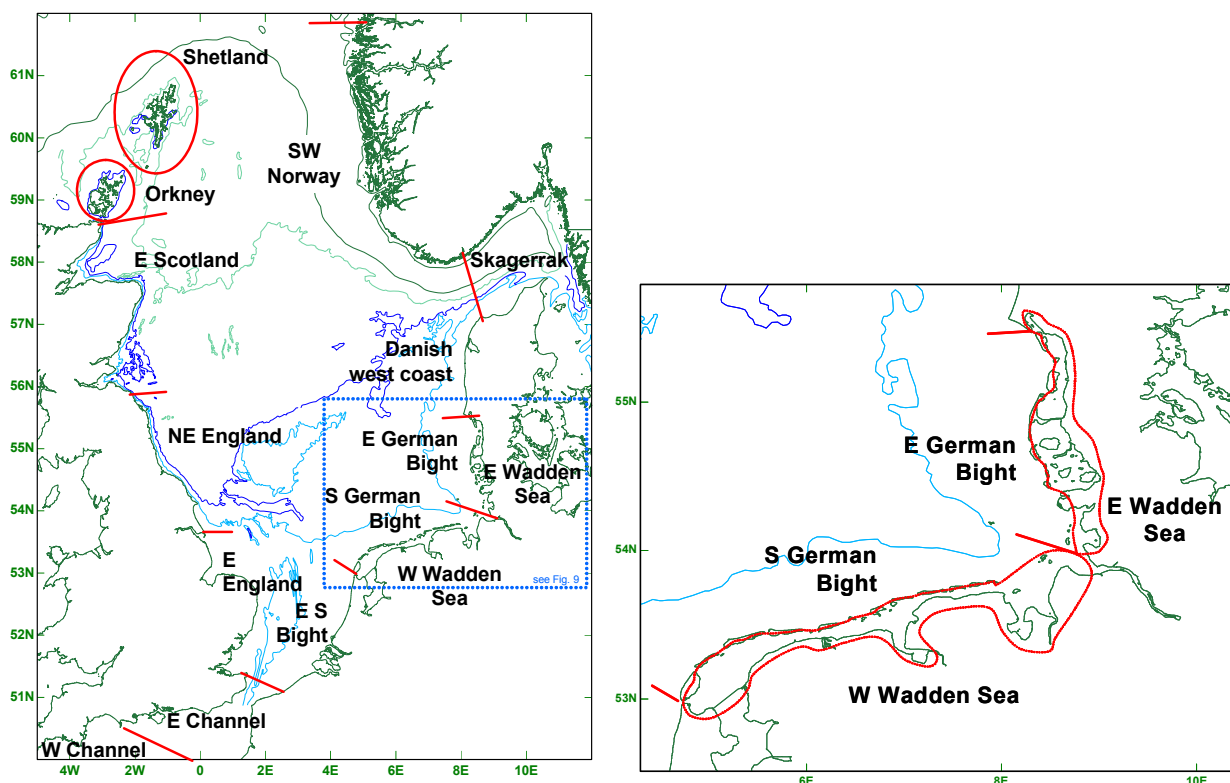 Shetland
61N
60N
SW
Norway
59N
Orkney
58N
E Scotland
Skagerrak
57N
Danish
west coast
56N
NE England
55N
E German
Bight
E Wadden
Sea
S German
Bight
54N
E
England
53N
W Wadden
Sea
see Fig. 9
E S
Bight
52N
51N
E Channel
W Channel
4W
2W
0
2E
4E
6E
8E
10E
55N
E German
Bight
E Wadden
Sea
54N
S German
Bight
53N
W Wadden Sea
6E
8E
10E